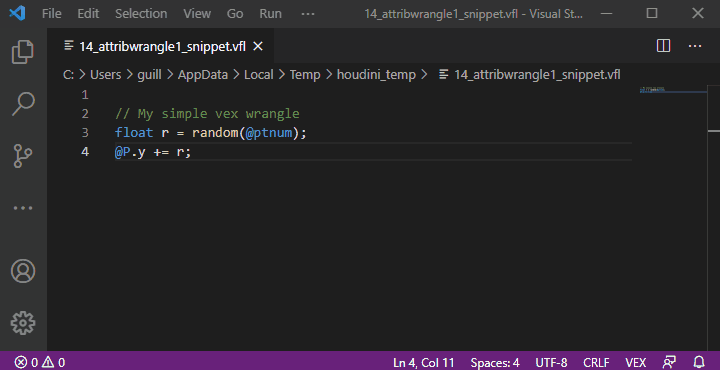 File Edit Selection View Go Run ··· 14_attribwrangle1_snippet.vfl - Visual St...
14_attribwrangle1_snippet.vfl
C: > Users > guill > AppData > Local > Temp > houdini_temp > 14_attribwrangle1_snippet.vfl
1
2 // My simple vex wrangle
3 float r = random(@ptnum);
4 @P.y += r;
0 0 Ln 4, Col 11 Spaces: 4 UTF-8 CRLF VEX